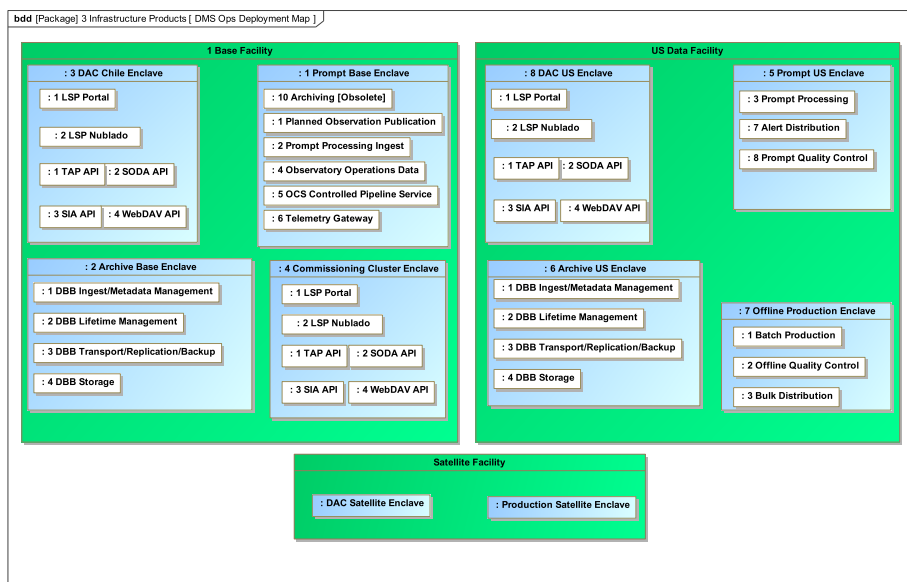 bdd [Package] 3 Infrastructure Products [ DMS Ops Deployment Map ]
1 Base Facility
: 3 DAC Chile Enclave
: 1 LSP Portal
: 2 LSP Nublado
: 1 TAP API
: 2 SODA API
: 3 SIA API
: 4 WebDAV API
: 1 Prompt Base Enclave
: 10 Archiving [Obsolete]
: 1 Planned Observation Publication
: 2 Prompt Processing Ingest
: 4 Observatory Operations Data
: 5 OCS Controlled Pipeline Service
: 6 Telemetry Gateway
: 2 Archive Base Enclave
: 1 DBB Ingest/Metadata Management
: 2 DBB Lifetime Management
: 3 DBB Transport/Replication/Backup
: 4 DBB Storage
: 4 Commissioning Cluster Enclave
: 1 LSP Portal
: 2 LSP Nublado
: 1 TAP API
: 2 SODA API
: 3 SIA API
: 4 WebDAV API
US Data Facility
: 8 DAC US Enclave
: 1 LSP Portal
: 2 LSP Nublado
: 1 TAP API
: 2 SODA API
: 3 SIA API
: 4 WebDAV API
: 5 Prompt US Enclave
: 3 Prompt Processing
: 7 Alert Distribution
: 8 Prompt Quality Control
: 6 Archive US Enclave
: 1 DBB Ingest/Metadata Management
: 2 DBB Lifetime Management
: 3 DBB Transport/Replication/Backup
: 4 DBB Storage
: 7 Offline Production Enclave
: 1 Batch Production
: 2 Offline Quality Control
: 3 Bulk Distribution
Satellite Facility
: DAC Satellite Enclave
: Production Satellite Enclave